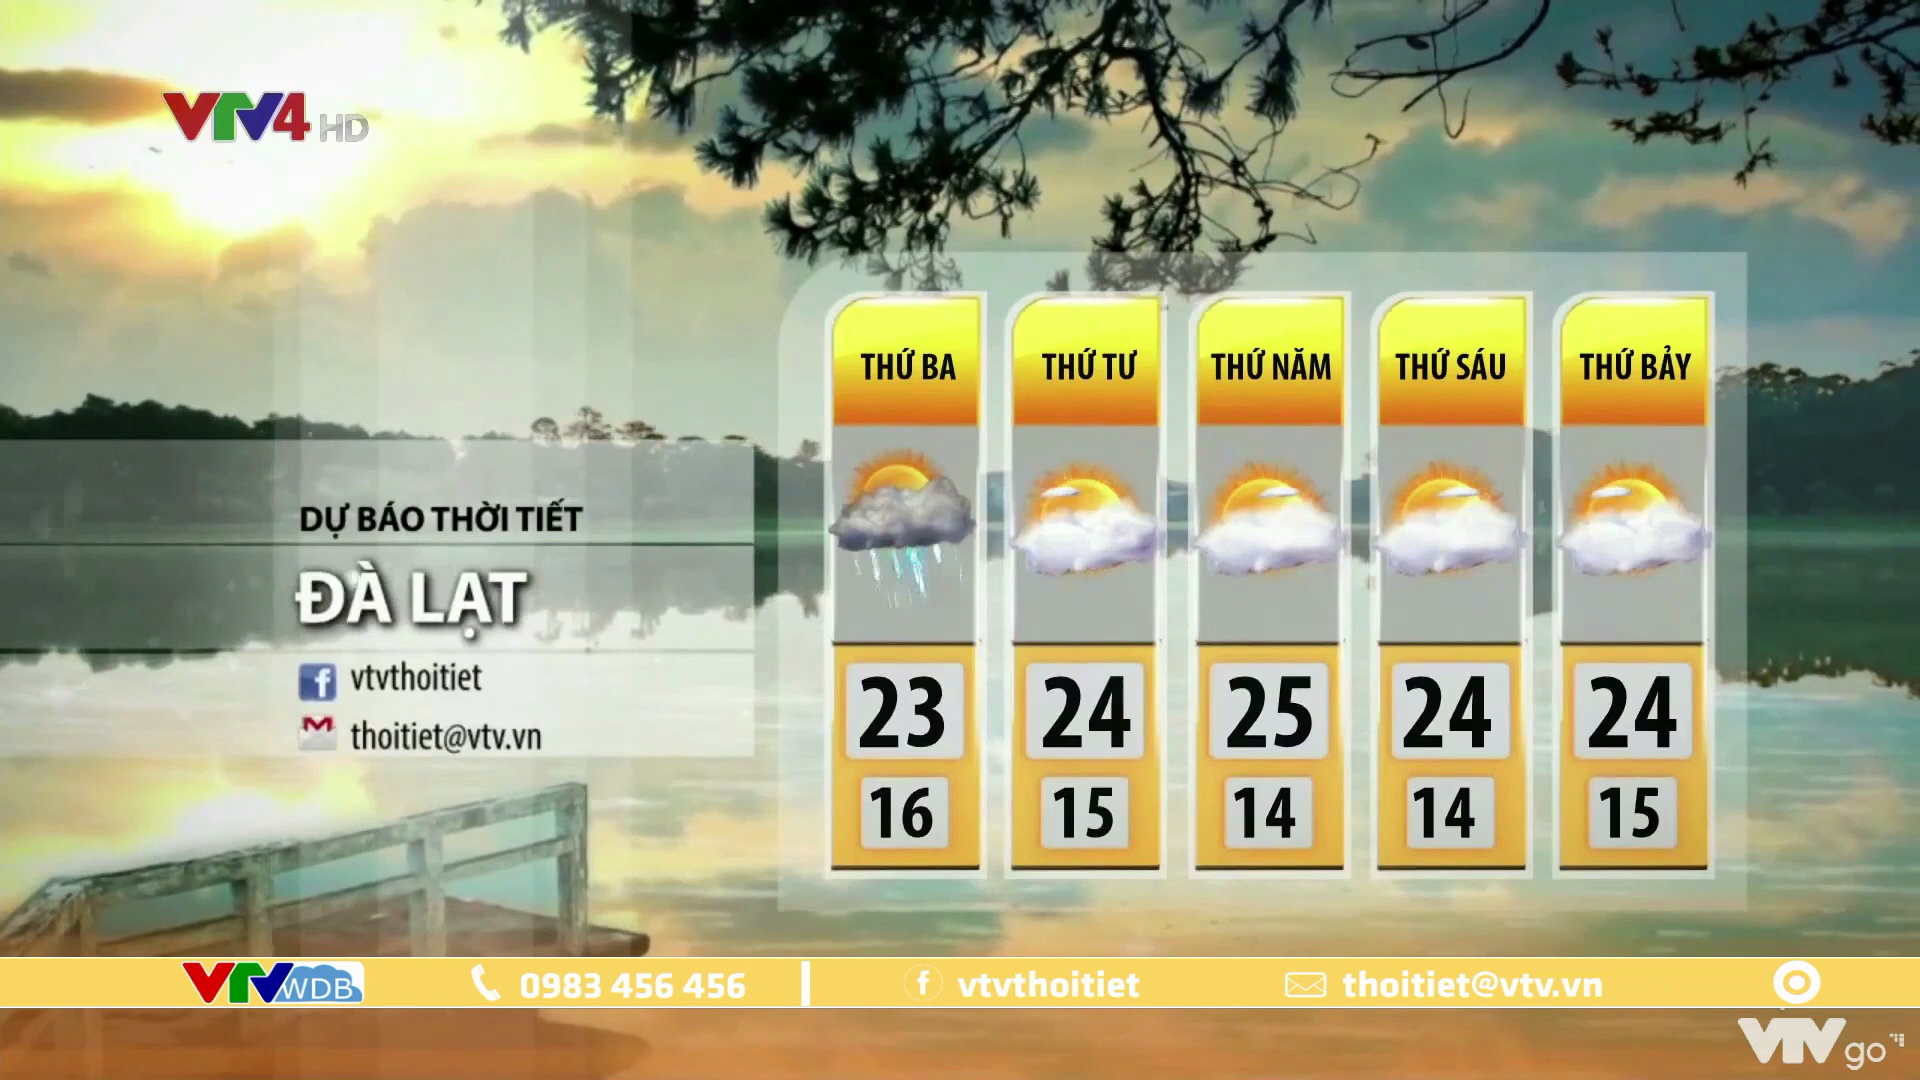 VTV4 HD
DỰ BÁO THỜI TIẾT
ĐÀ LẠT
vtvthoitiet
thoitiet@vtv.vn
THỨ BA THỨ TƯ THỨ NĂM THỨ SÁU THỨ BẢY
23 24 25 24 24
16 15 14 14 15
VTV WDB 0983 456 456 vtvthoitiet thoitiet@vtv.vn
VTV go